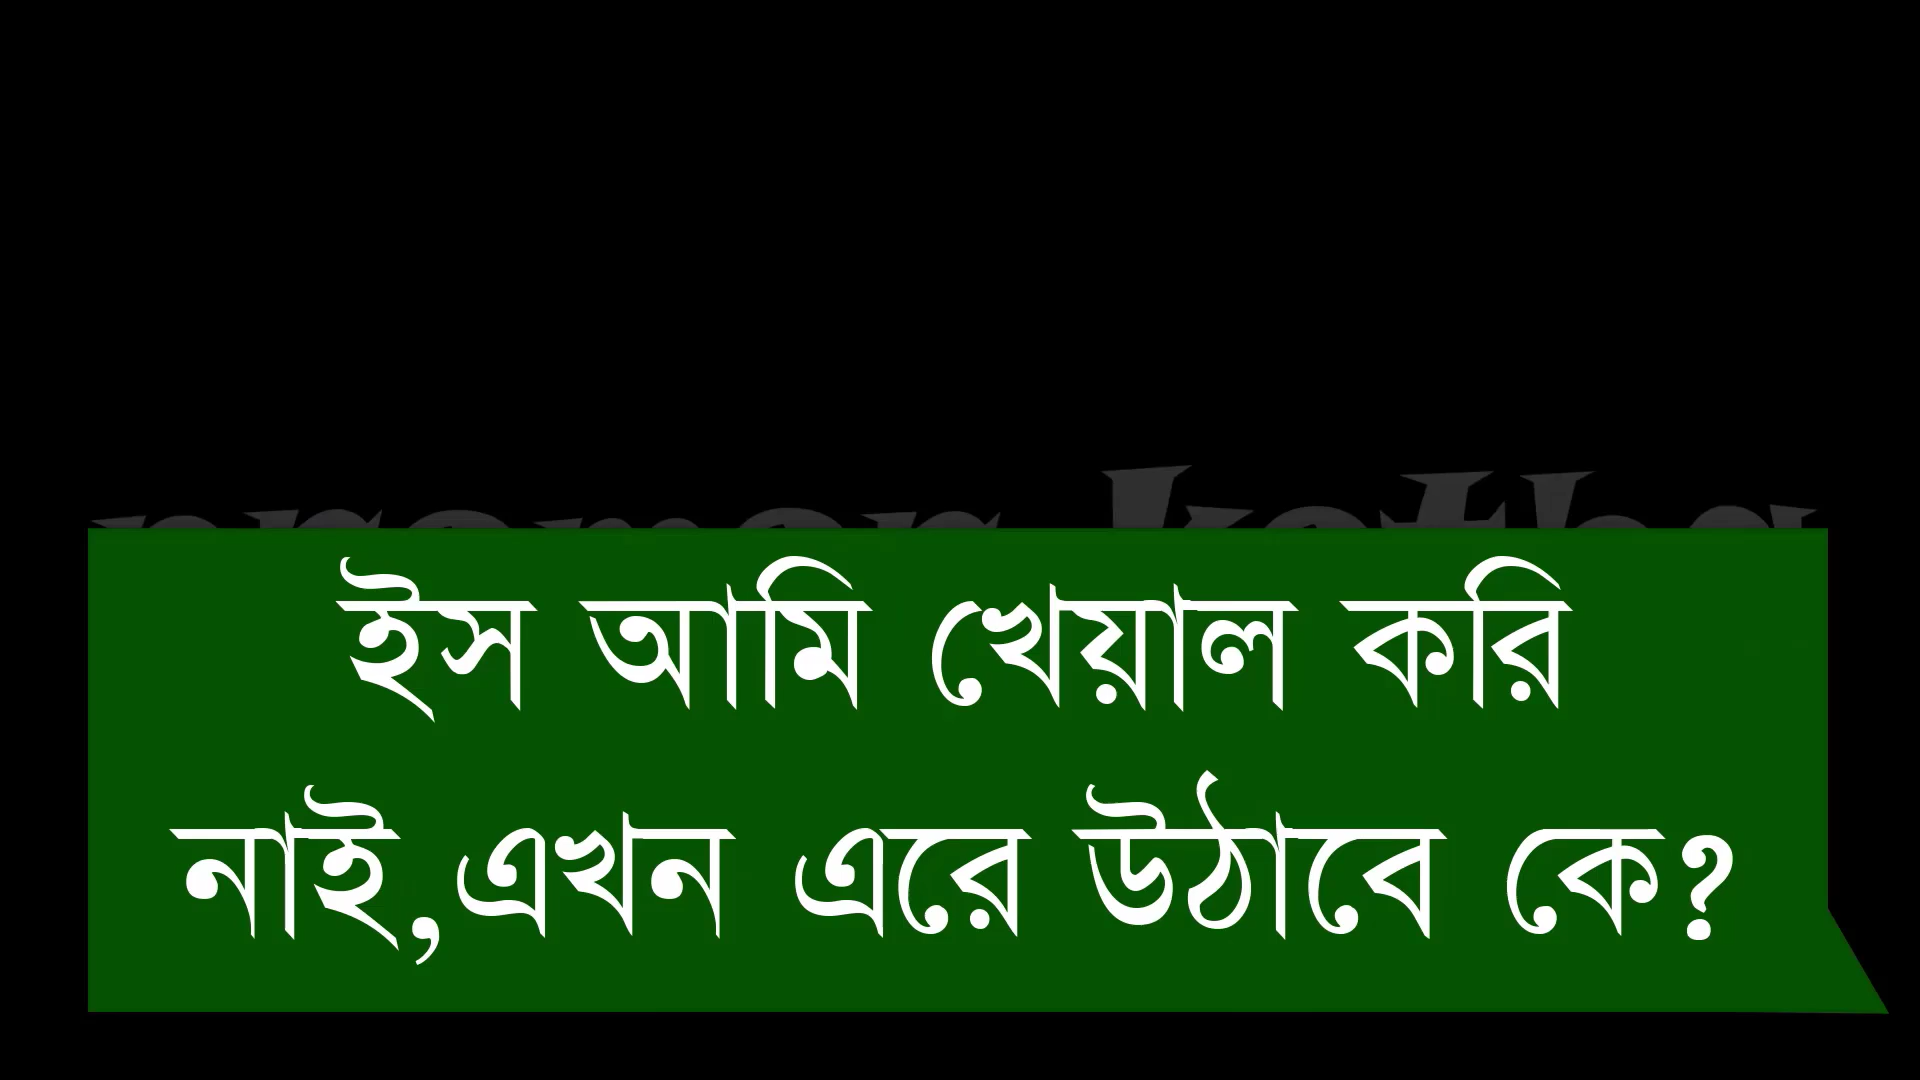 ইস আমি খেয়াল করি
নাই,এখন এরে উঠাবে কে?